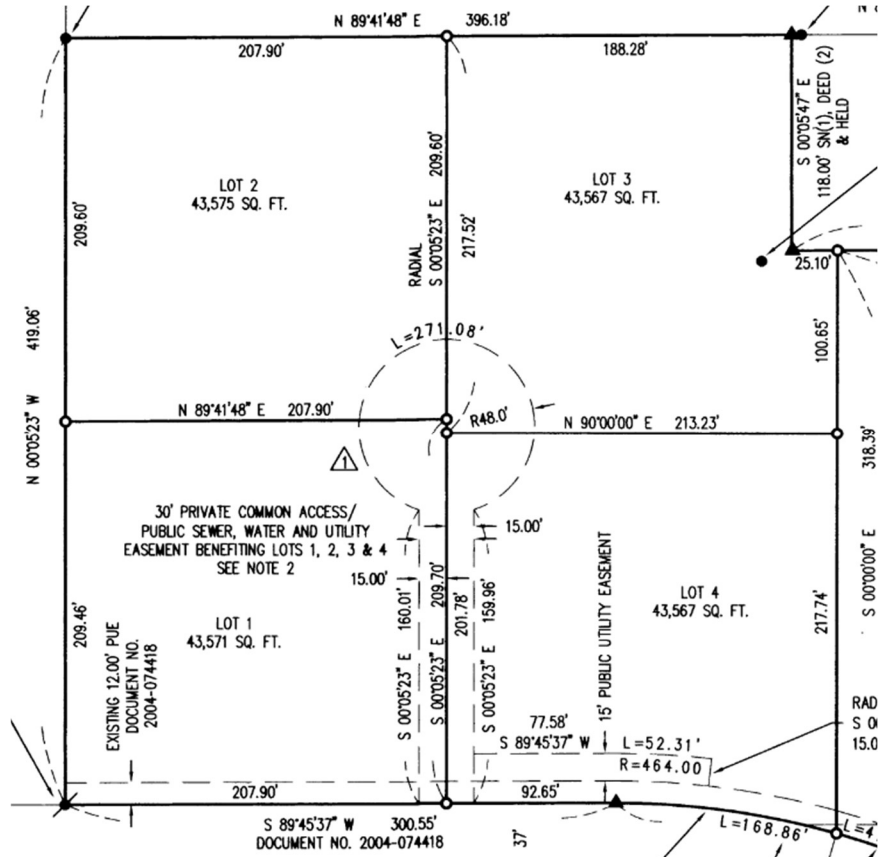 N 89°41'48" E 396.18'
207.90'
188.28'
S 00°05'47" E
118.00' SN(1), DEED (2)
& HELD
LOT 2
43,575 SQ. FT.
LOT 3
43,567 SQ. FT.
209.60'
RADIAL
S 00°05'23" E 209.60'
217.52'
25.10'
N 00°05'23" W 419.06'
L=271.08'
100.65'
N 89°41'48" E 207.90'
R48.0'
N 90°00'00" E 213.23'
318.39'
S 00°00'00" E
1
30' PRIVATE COMMON ACCESS/
PUBLIC SEWER, WATER AND UTILITY
EASEMENT BENEFITING LOTS 1, 2, 3 & 4
SEE NOTE 2
15.00'
15.00'
209.46'
LOT 1
43,571 SQ. FT.
S 00°05'23" E 160.01'
S 00°05'23" E 209.70'
201.78'
S 00°05'23" E 159.96'
15' PUBLIC UTILITY EASEMENT
LOT 4
43,567 SQ. FT.
217.74'
EXISTING 12.00' PUE
DOCUMENT NO.
2004-074418
77.58'
S 89°45'37" W
L=52.31'
R=464.00
RAD
S 0
15.0
207.90'
92.65'
S 89°45'37" W 300.55'
DOCUMENT NO. 2004-074418
37'
L=168.86'
L=4